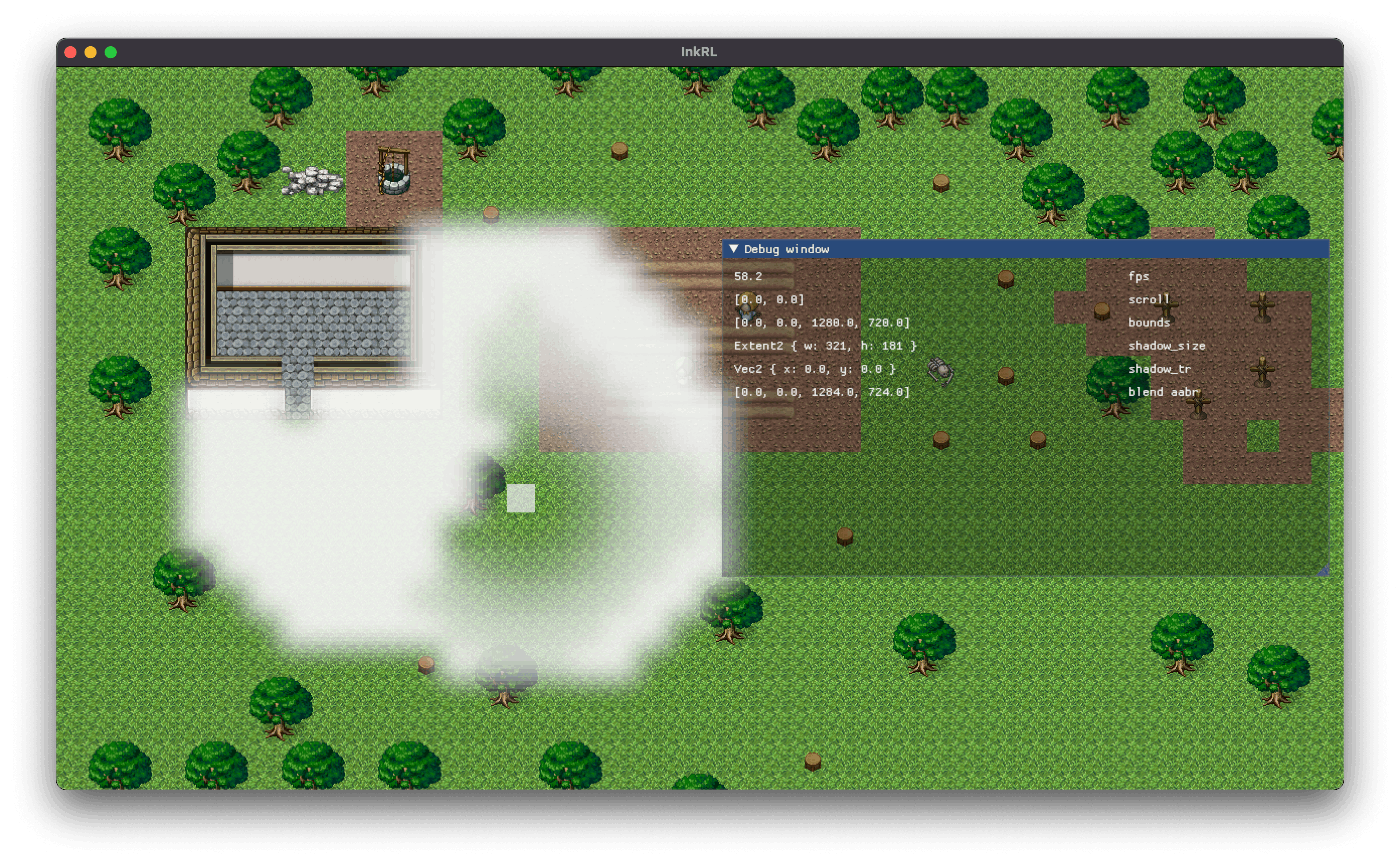 InkRL
Debug window
58.2 fps
[0.0, 0.0] scroll
[0.0, 0.0, 1280.0, 720.0] bounds
Extent2 { w: 321, h: 181 } shadow_size
Vec2 { x: 0.0, y: 0.0 } shadow_tr
[0.0, 0.0, 1284.0, 724.0] blend aabr